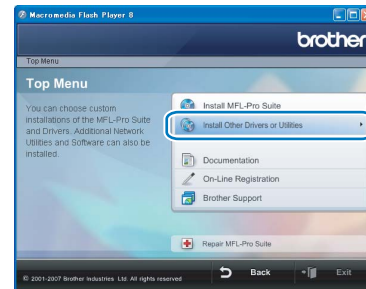 Macromedia Flash Player 8
brother
Top Menu
Top Menu
You can choose custom
installations of the MFL-Pro Suite
and Drivers. Additional Network
Utilities and Software can also be
installed.
Install MFL-Pro Suite
Install Other Drivers or Utilities
Documentation
On-Line Registration
Brother Support
Repair MFL-Pro Suite
© 2001-2007 Brother Industries Ltd. All rights reserved
Back
Exit